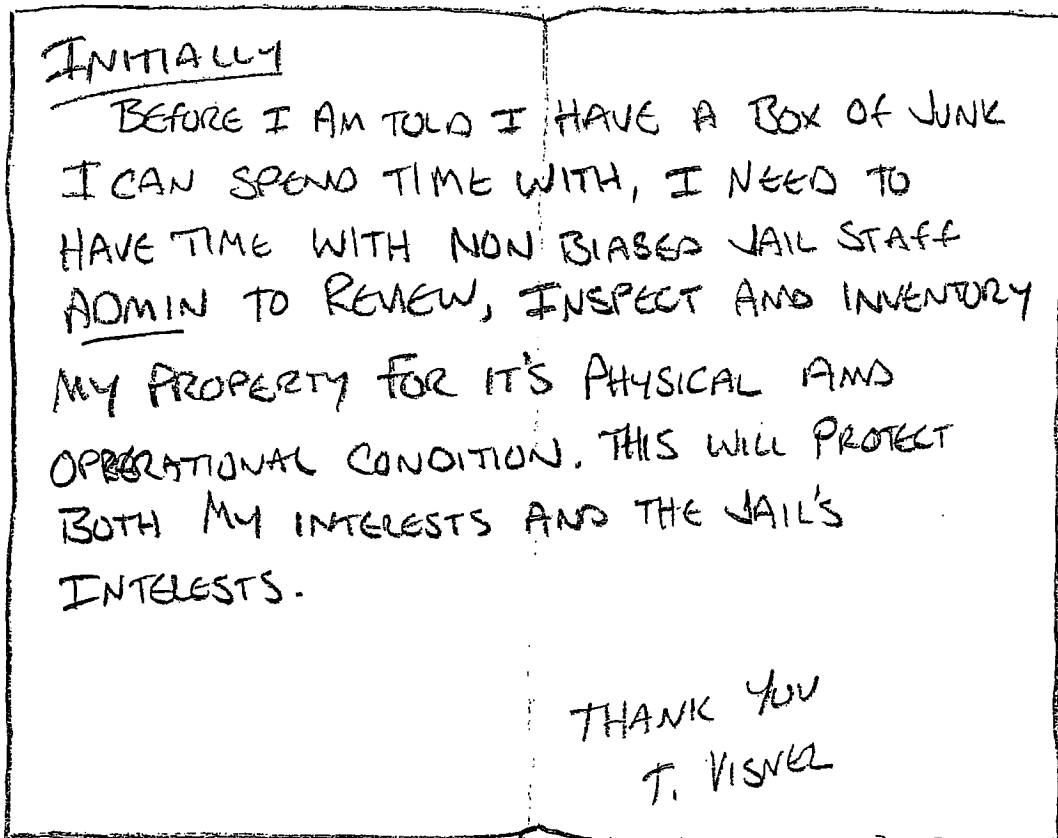 INITIALLY
BEFORE I AM TOLD I HAVE A BOX OF JUNK
I CAN SPEND TIME WITH, I NEED TO
HAVE TIME WITH NON BIASED JAIL STAFF
ADMIN TO REVIEW, INSPECT AND INVENTORY
MY PROPERTY FOR IT'S PHYSICAL AND
OPERATIONAL CONDITION. THIS WILL PROTECT
BOTH MY INTERESTS AND THE JAIL'S
INTERESTS.
THANK YOU
T. VISNER